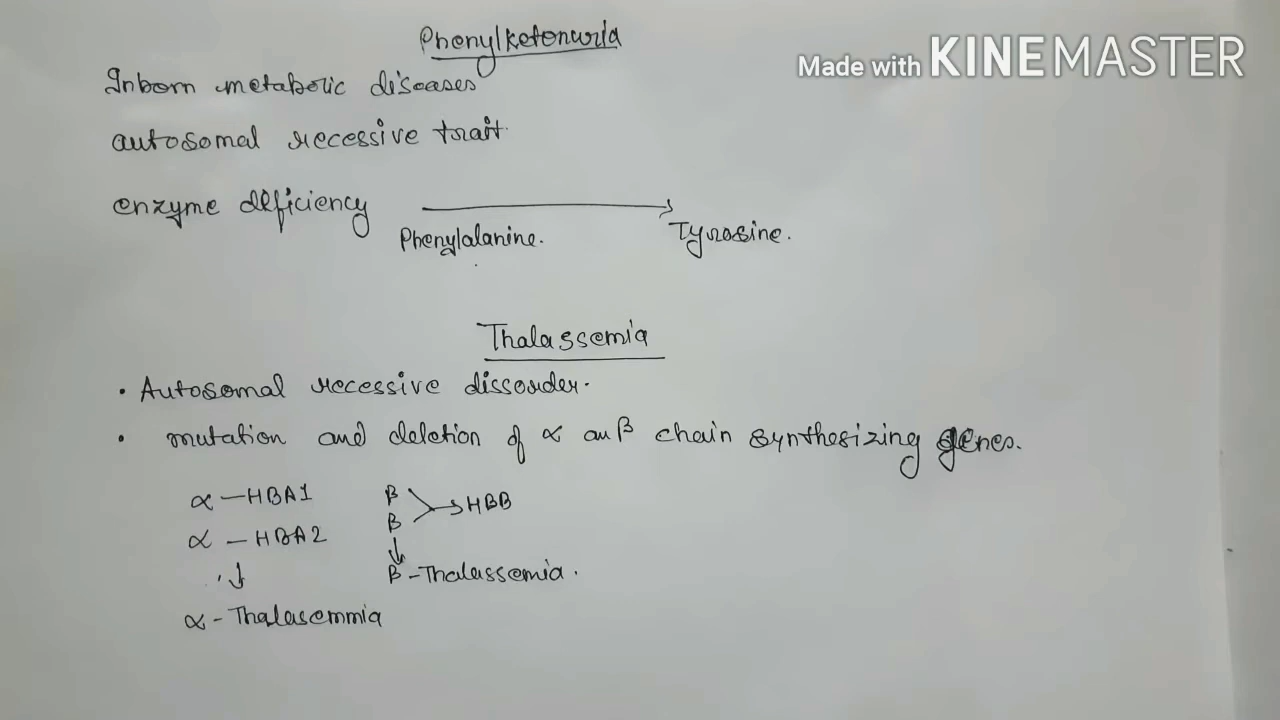 Phenylketonuria
Made with KINEMASTER
Inborn metabolic diseases
autosomal recessive trait.
enzyme deficiency ⟶
Phenylalanine. Tyrosine.
Thalassemia
• Autosomal recessive dissorder.
• mutation and deletion of α an β chain synthesizing genes.
α — HBA1 β
→ HBB
α — HBA2 β
↓ ↓
β - Thalassemia.
α - Thalasemmia